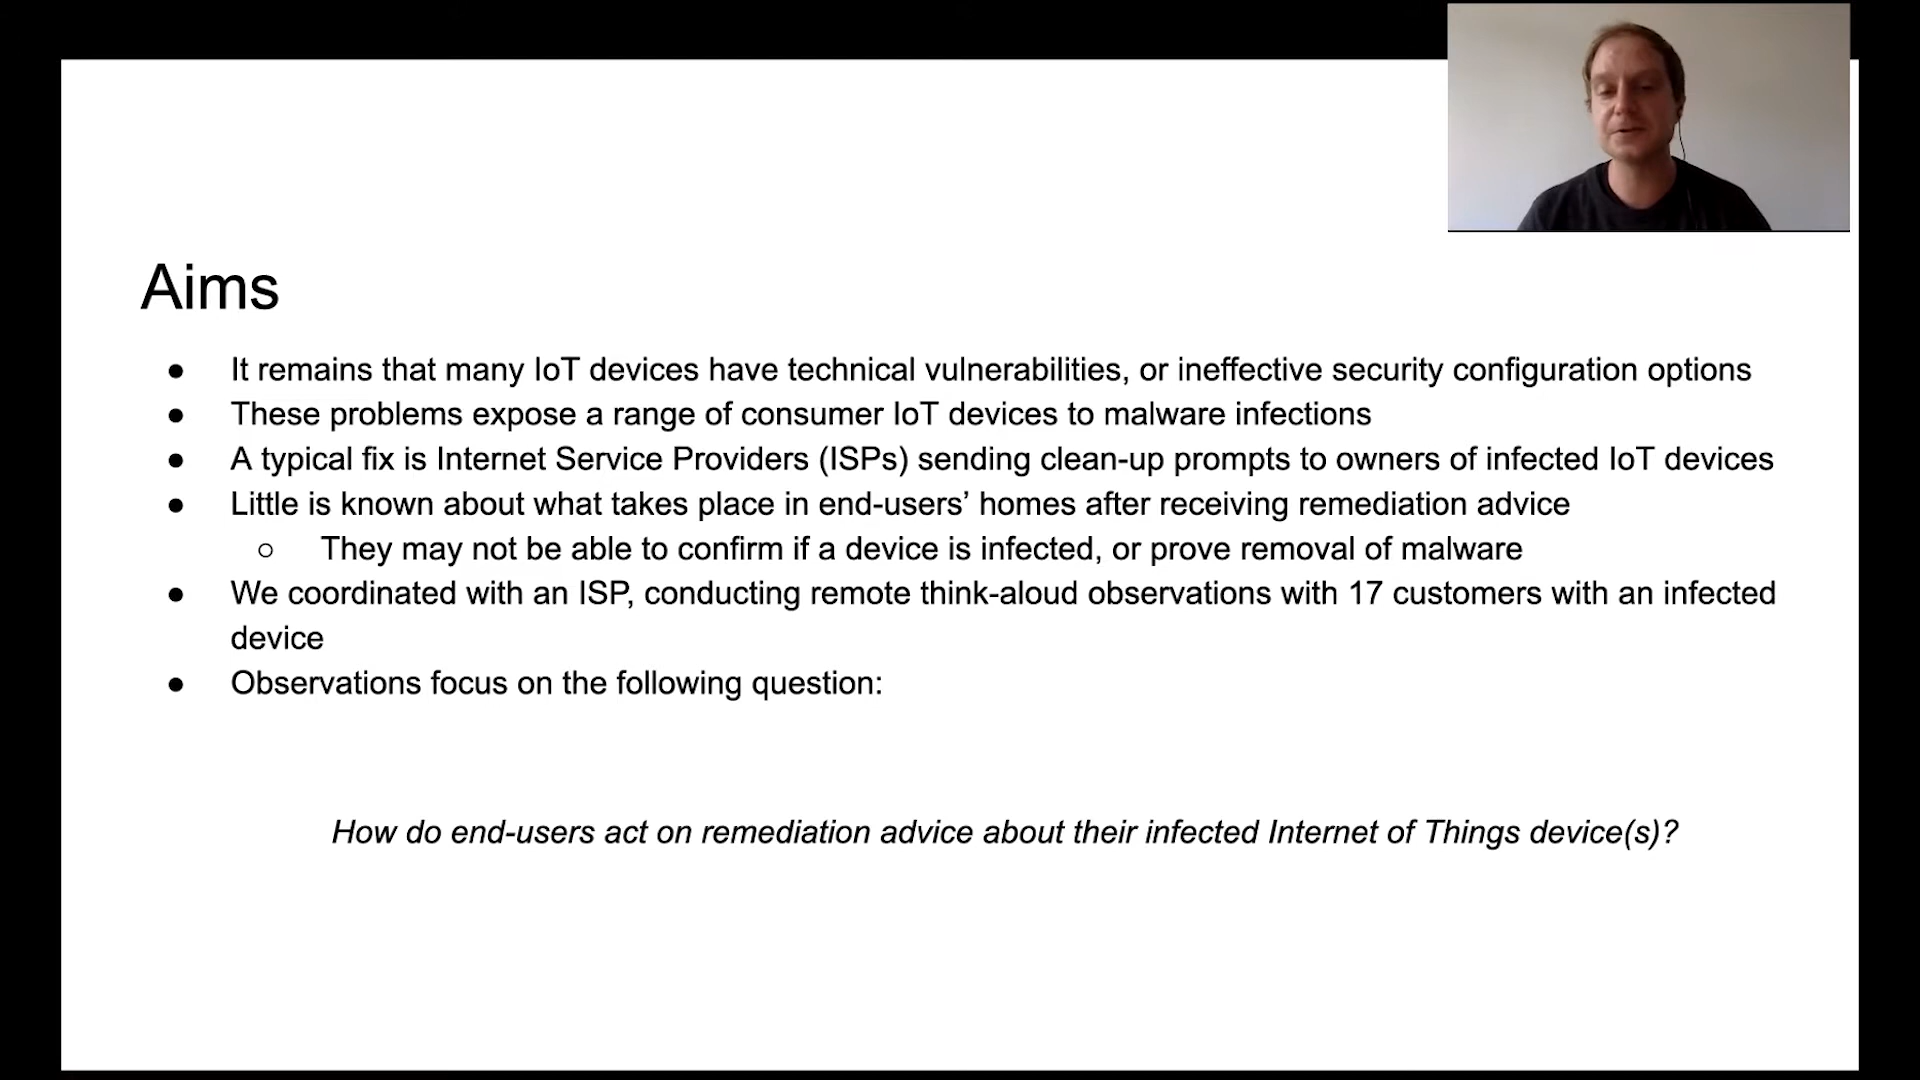 Aims
● It remains that many IoT devices have technical vulnerabilities, or ineffective security configuration options
● These problems expose a range of consumer IoT devices to malware infections
● A typical fix is Internet Service Providers (ISPs) sending clean-up prompts to owners of infected IoT devices
● Little is known about what takes place in end-users’ homes after receiving remediation advice
○ They may not be able to confirm if a device is infected, or prove removal of malware
● We coordinated with an ISP, conducting remote think-aloud observations with 17 customers with an infected
device
● Observations focus on the following question:
How do end-users act on remediation advice about their infected Internet of Things device(s)?